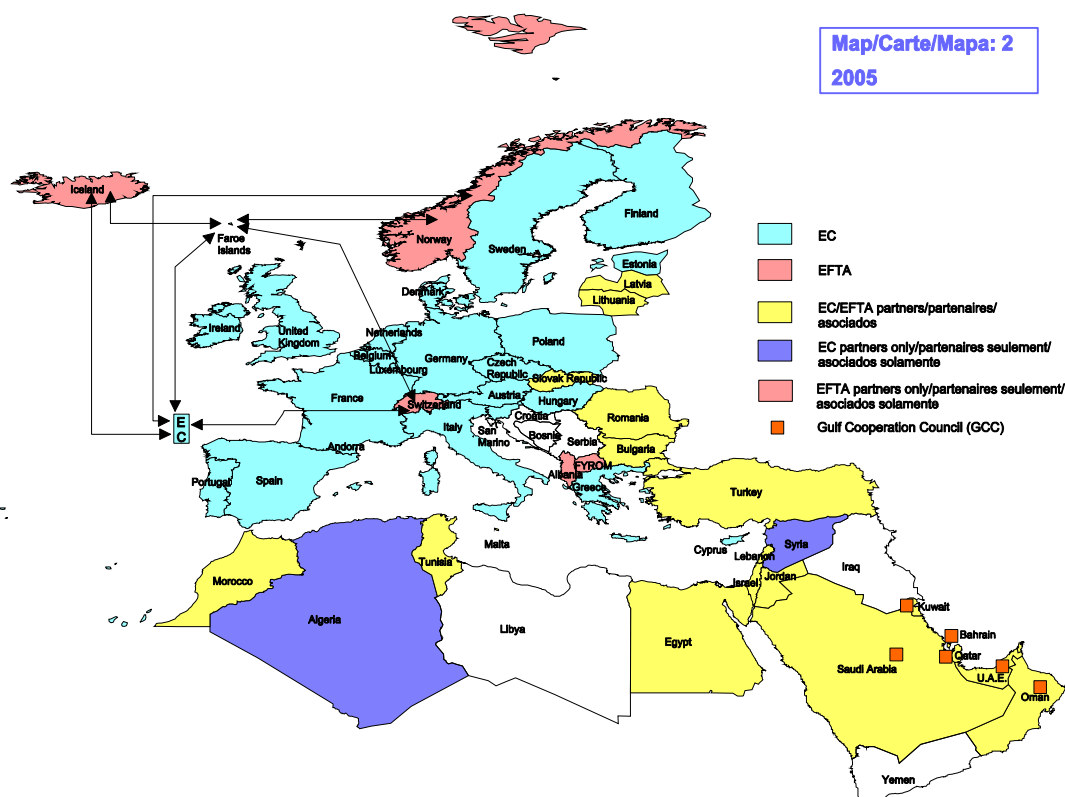 Map/Carte/Mapa: 2
2005
Iceland
Faroe
Islands
Norway
Sweden
Finland
Estonia
Latvia
Lithuania
Denmark
Ireland
United
Kingdom
Netherlands
Belgium
Luxembourg
Germany
Poland
Czech
Republic
Slovak Republic
Austria
Hungary
France
Switzerland
Italy
San
Marino
Croatia
Bosnia
Serbia
Romania
Bulgaria
Andorra
Portugal
Spain
Albania
FYROM
Greece
Turkey
E
C
EC
EFTA
EC/EFTA partners/partenaires/
asociados
EC partners only/partenaires seulement/
asociados solamente
EFTA partners only/partenaires seulement/
asociados solamente
Gulf Cooperation Council (GCC)
Malta
Cyprus
Lebanon
Syria
Israel
Jordan
Iraq
Morocco
Tunisia
Algeria
Libya
Egypt
Kuwait
Bahrain
Qatar
Saudi Arabia
U.A.E.
Oman
Yemen